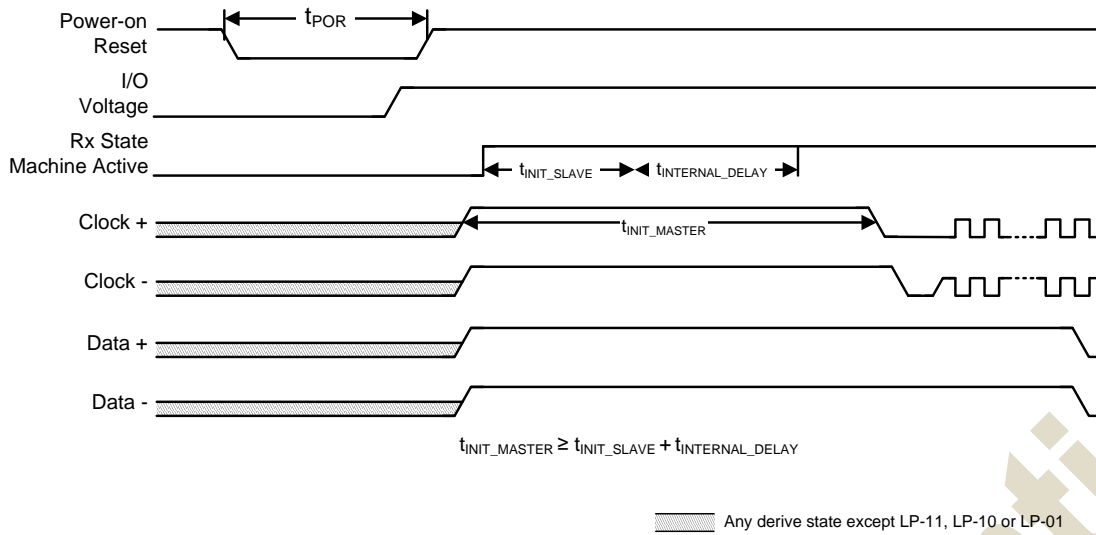 Power-on
Reset
tPOR
I/O
Voltage
Rx State
Machine Active
tINIT_SLAVE
tINTERNAL_DELAY
Clock +
tINIT_MASTER
Clock -
Data +
Data -
tINIT_MASTER ≥ tINIT_SLAVE + tINTERNAL_DELAY
Any derive state except LP-11, LP-10 or LP-01